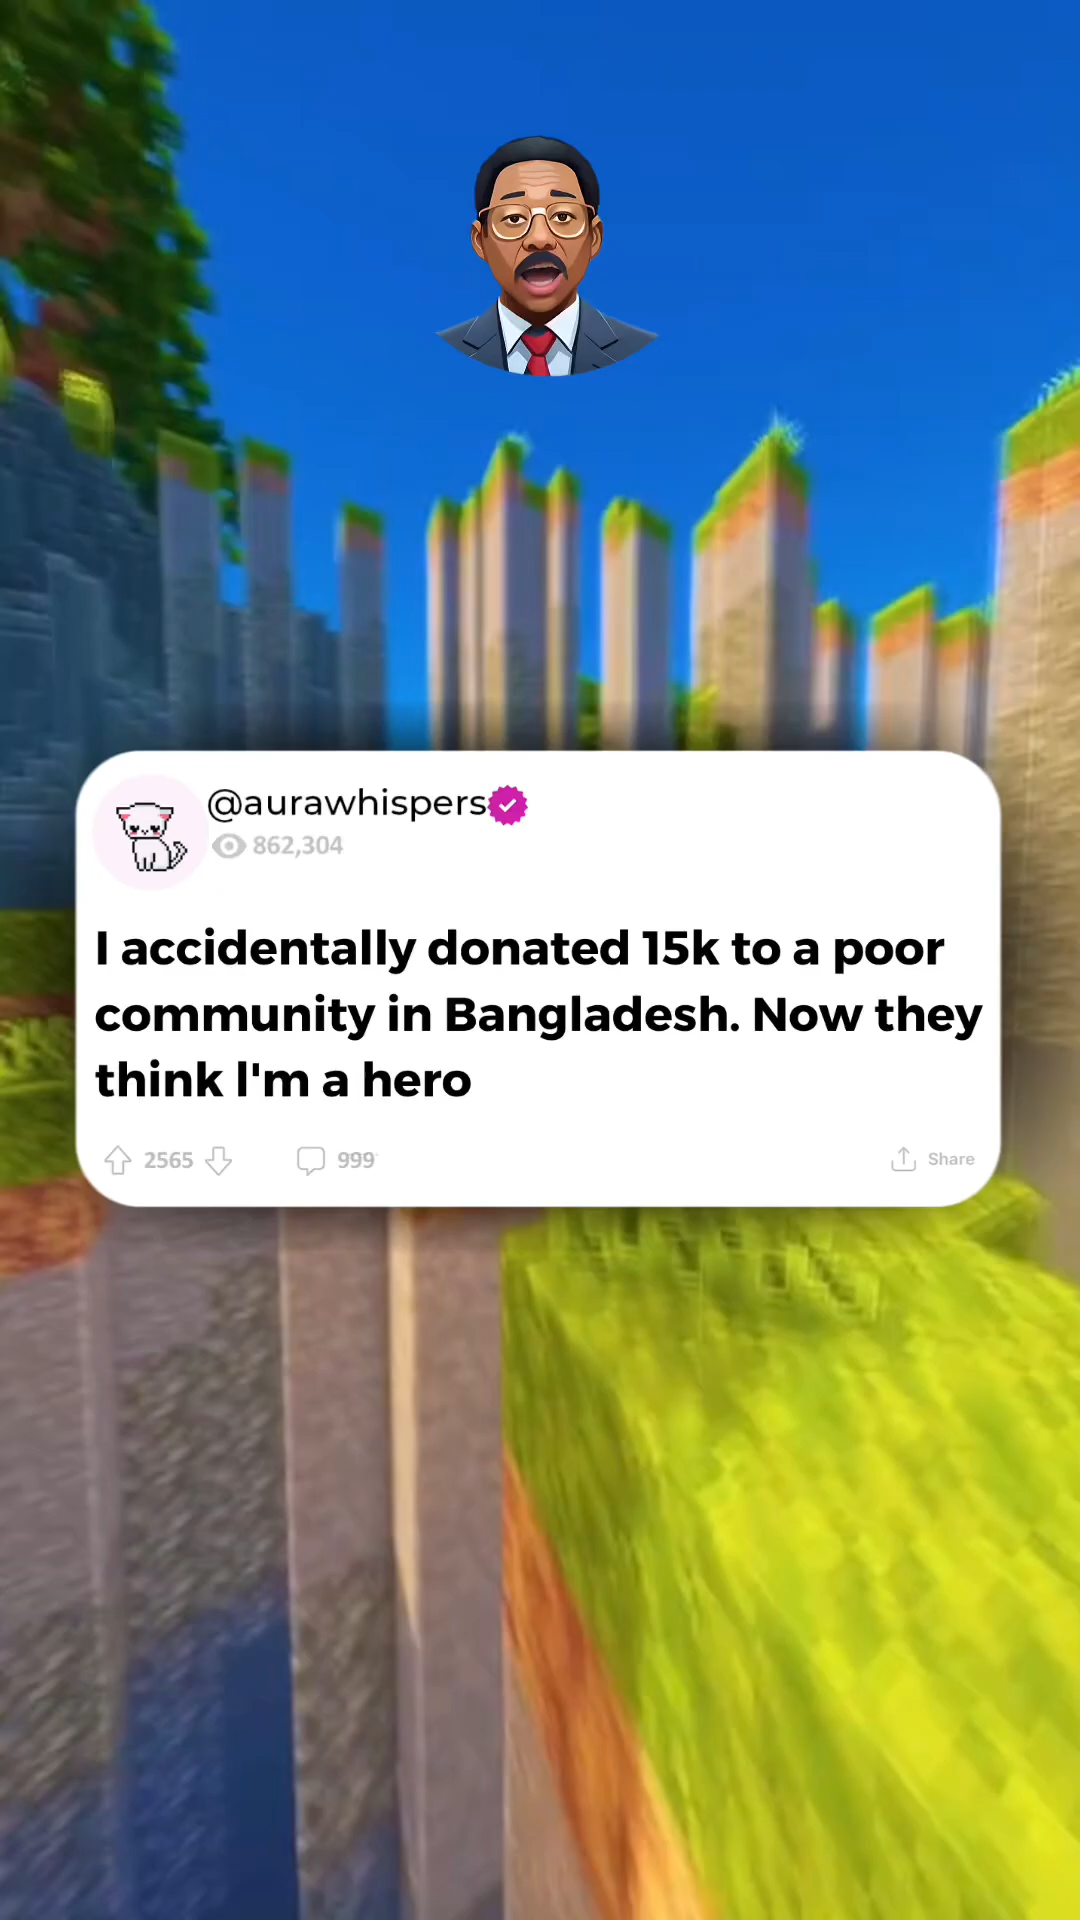 @aurawhispers
862,304
I accidentally donated 15k to a poor
community in Bangladesh. Now they
think I'm a hero
2565
999
Share